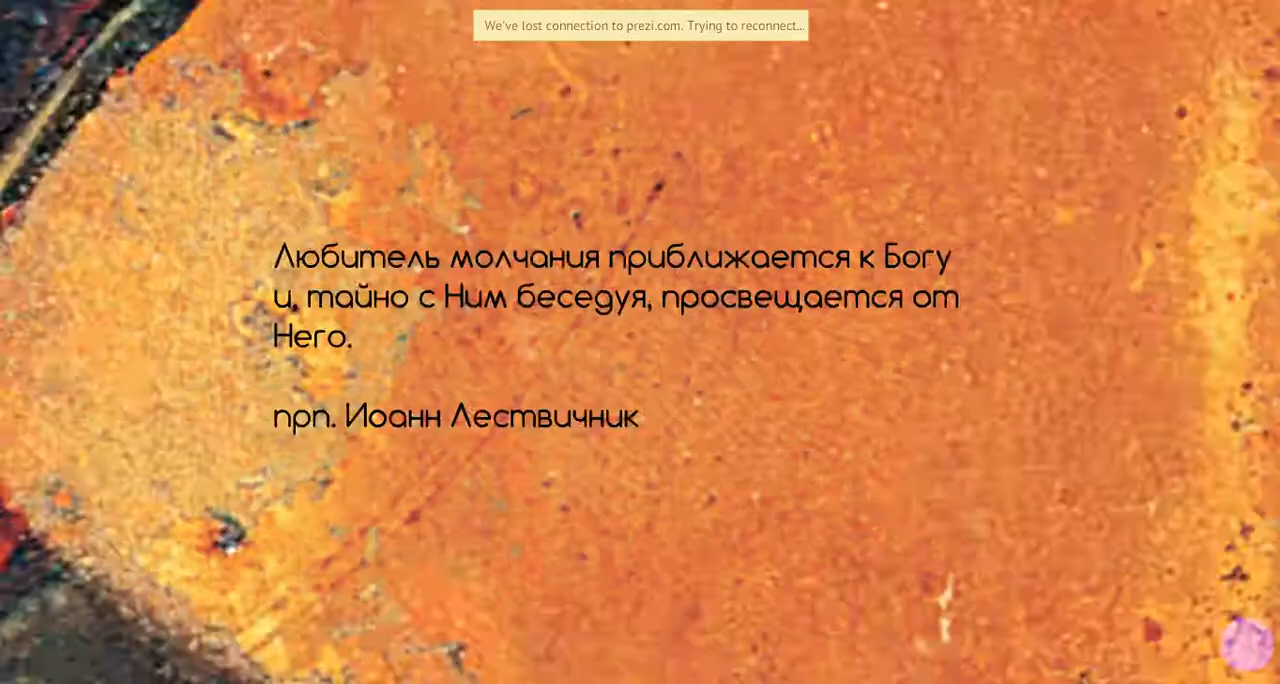 We've lost connection to prezi.com. Trying to reconnect...
Любитель молчания приближается к Богу
и, тайно с Ним беседуя, просвещается от
Него.
прп. Иоанн Лествичник